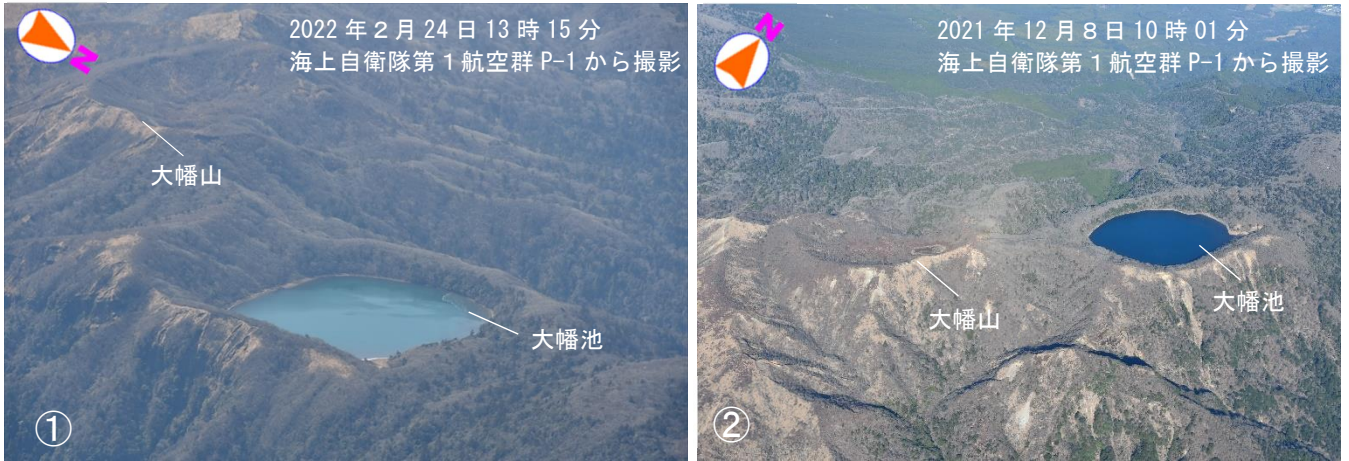 2022年2月24日13時15分
海上自衛隊第1航空群P-1から撮影
N
大幡山
大幡池
①
2021年12月8日10時01分
海上自衛隊第1航空群P-1から撮影
N
大幡山
大幡池
②